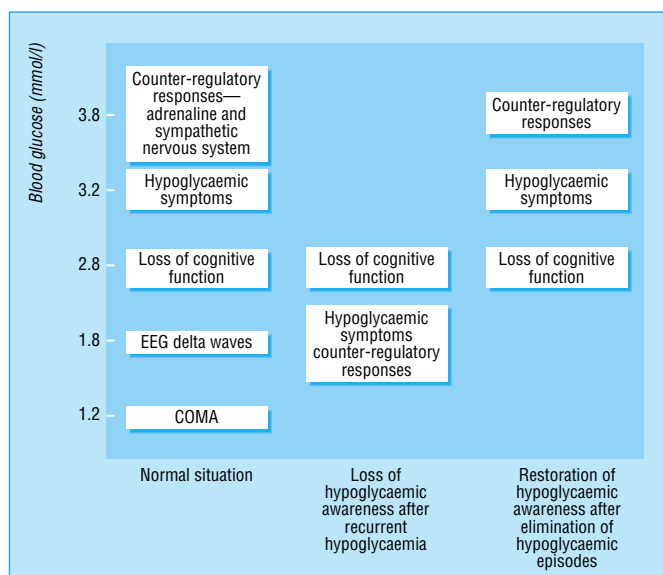 Blood glucose (mmol/l)
3.8
3.2
2.8
1.8
1.2
Counter-regulatory
responses—
adrenaline and
sympathetic
nervous system
Hypoglycaemic
symptoms
Loss of cognitive
function
EEG delta waves
COMA
Normal situation
Loss of cognitive
function
Hypoglycaemic
symptoms
counter-regulatory
responses
Loss of
hypoglycaemic
awareness after
recurrent
hypoglycaemia
Counter-regulatory
responses
Hypoglycaemic
symptoms
Loss of cognitive
function
Restoration of
hypoglycaemic
awareness after
elimination of
hypoglycaemic
episodes